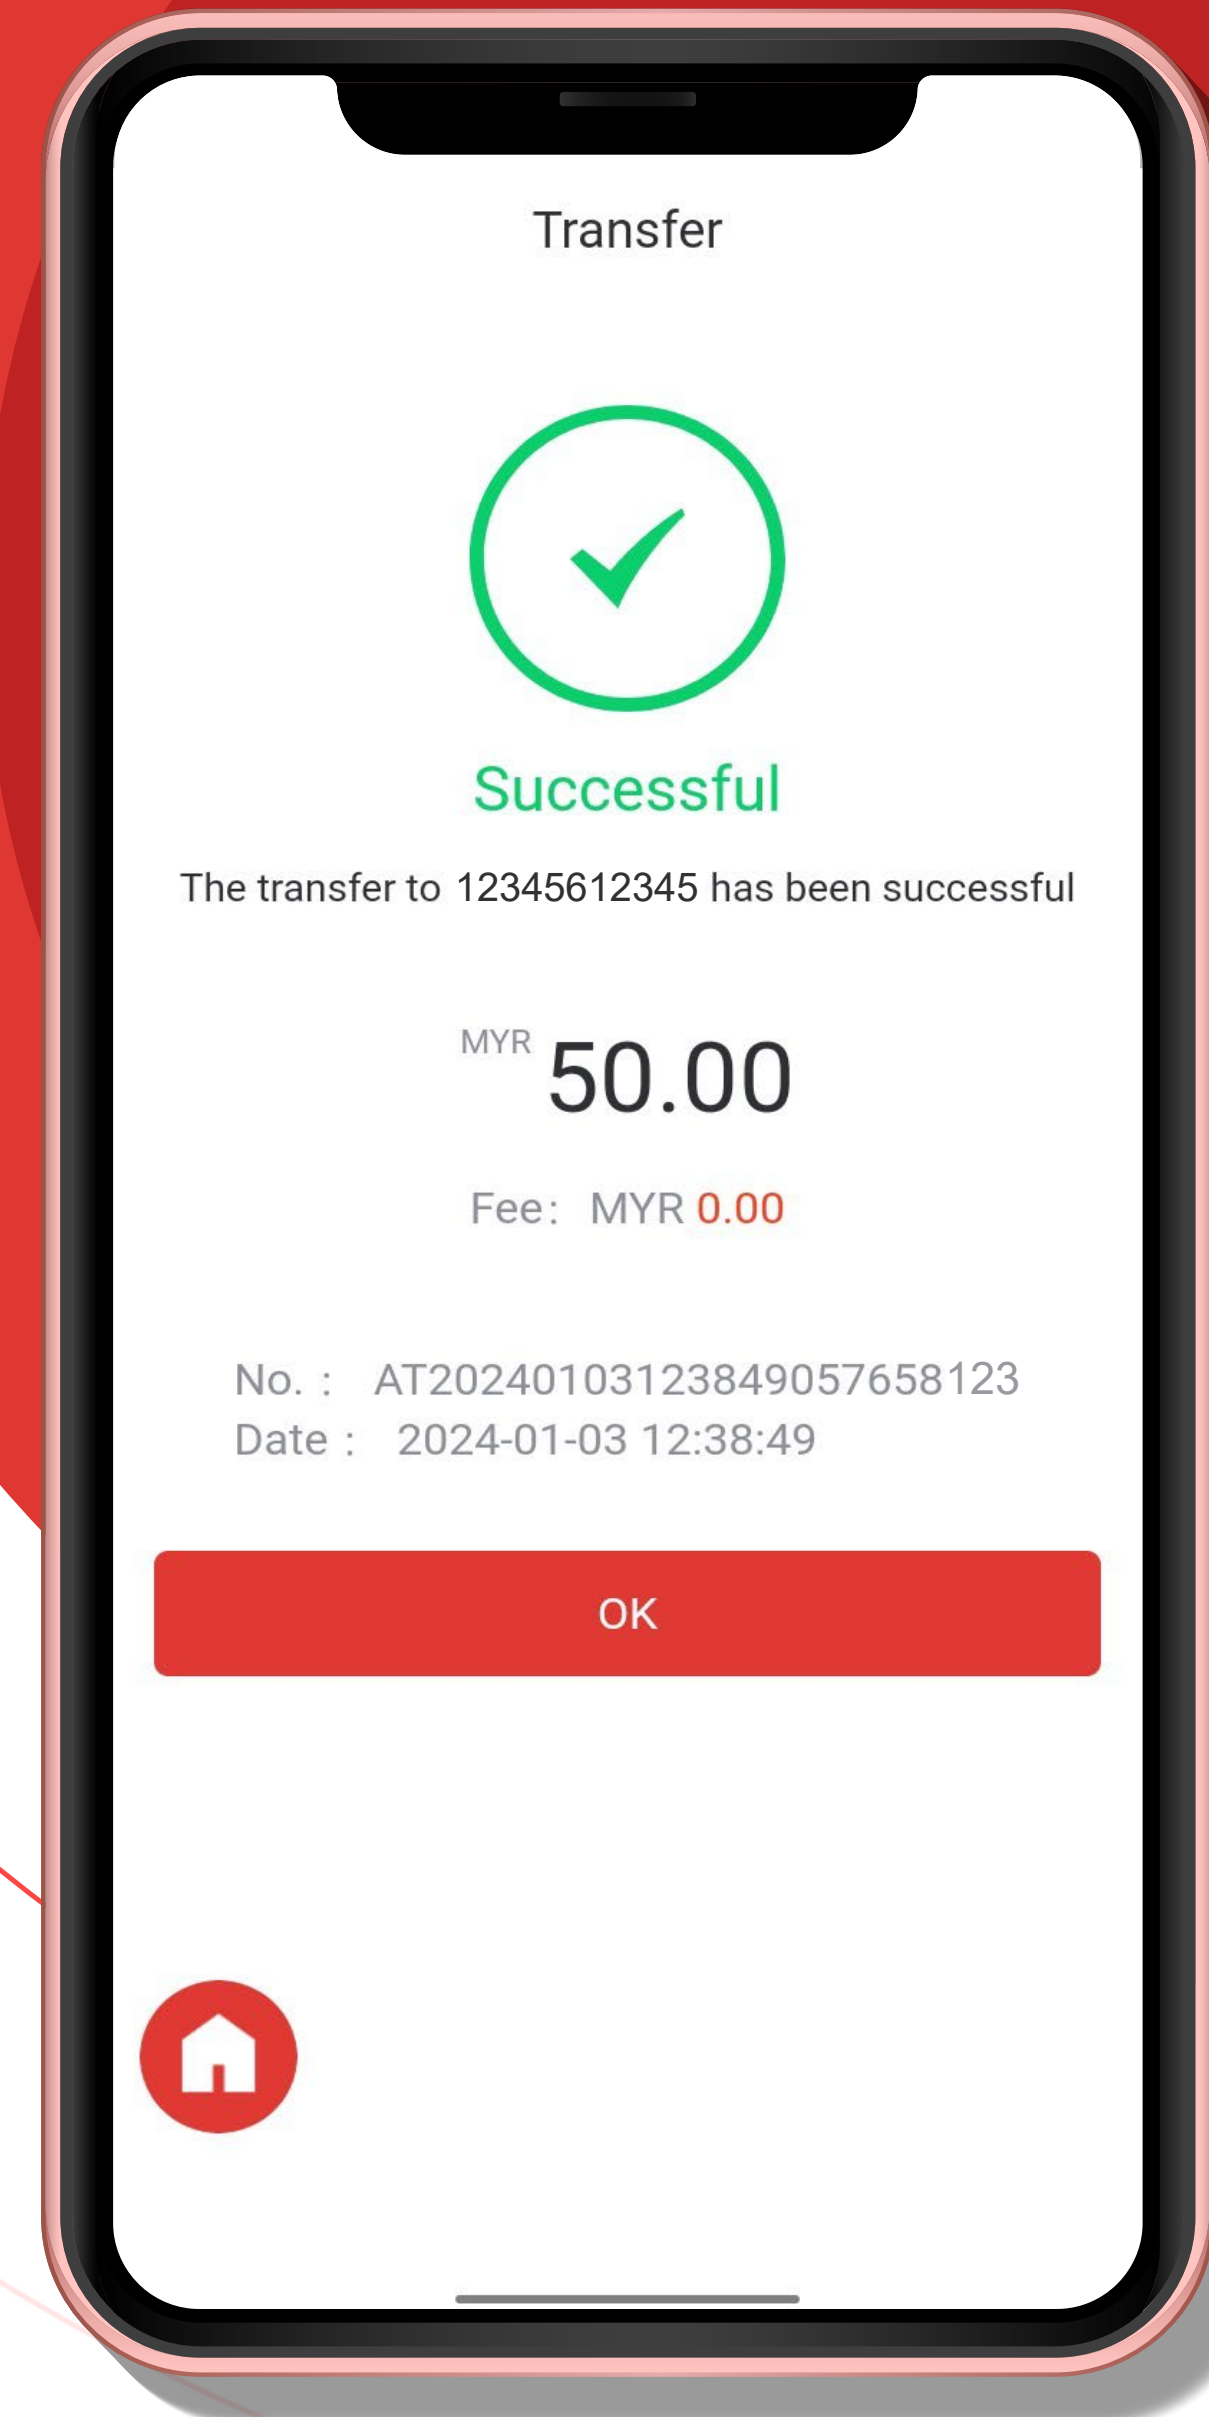 Transfer
Successful
The transfer to 12345612345 has been successful
MYR 50.00
Fee: MYR 0.00
No. : AT20240103123849057658123
Date : 2024-01-03 12:38:49
OK